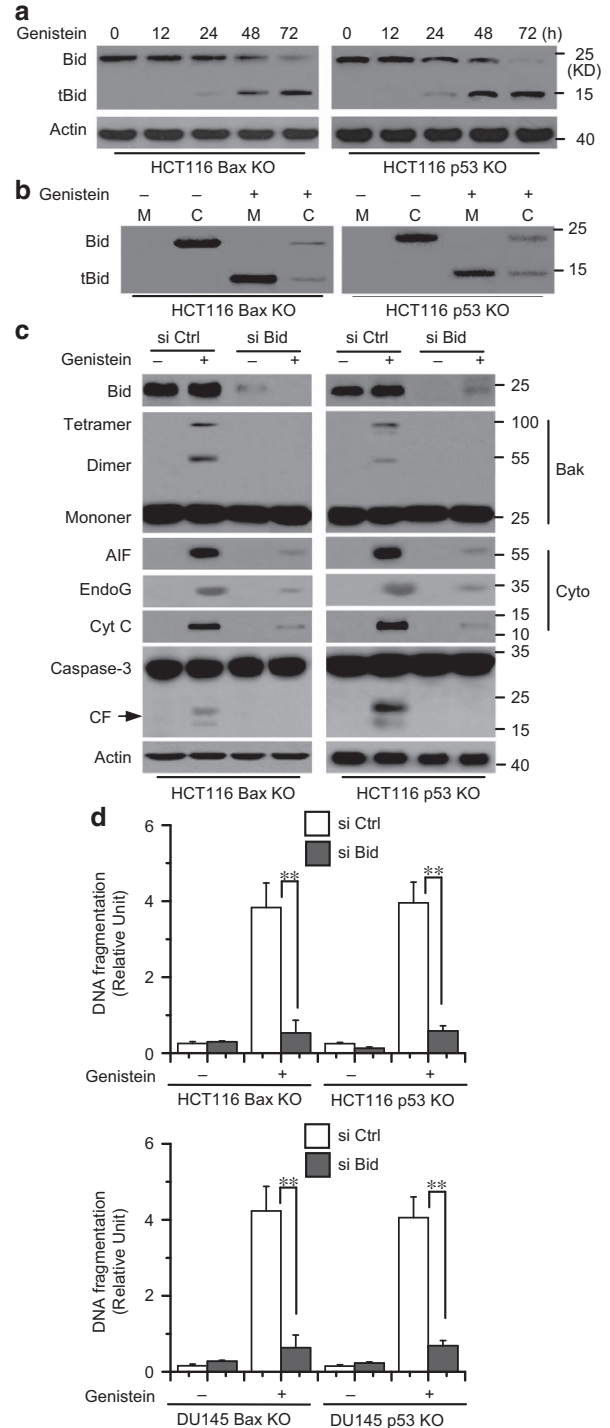 a
Genistein 0 12 24 48 72 0 12 24 48 72 (h)
Bid 25
(KD)
tBid 15
Actin 40
HCT116 Bax KO HCT116 p53 KO
b
Genistein – – + + – – + +
M C M C M C M C
Bid 25
tBid 15
HCT116 Bax KO HCT116 p53 KO
c
si Ctrl si Bid si Ctrl si Bid
Genistein – + – + – + – +
Bid 25
Tetramer 100
Dimer 55
Bak
Mononer 25
AIF 55
EndoG 35
Cyto
Cyt C 15
10
Caspase-3 35
25
CF
15
Actin 40
HCT116 Bax KO HCT116 p53 KO
d
si Ctrl
si Bid
DNA fragmentation
(Relative Unit)
6
4
2
0
** **
Genistein – + – +
HCT116 Bax KO HCT116 p53 KO
si Ctrl
si Bid
DNA fragmentation
(Relative Unit)
6
4
2
0
** **
Genistein – + – +
DU145 Bax KO DU145 p53 KO